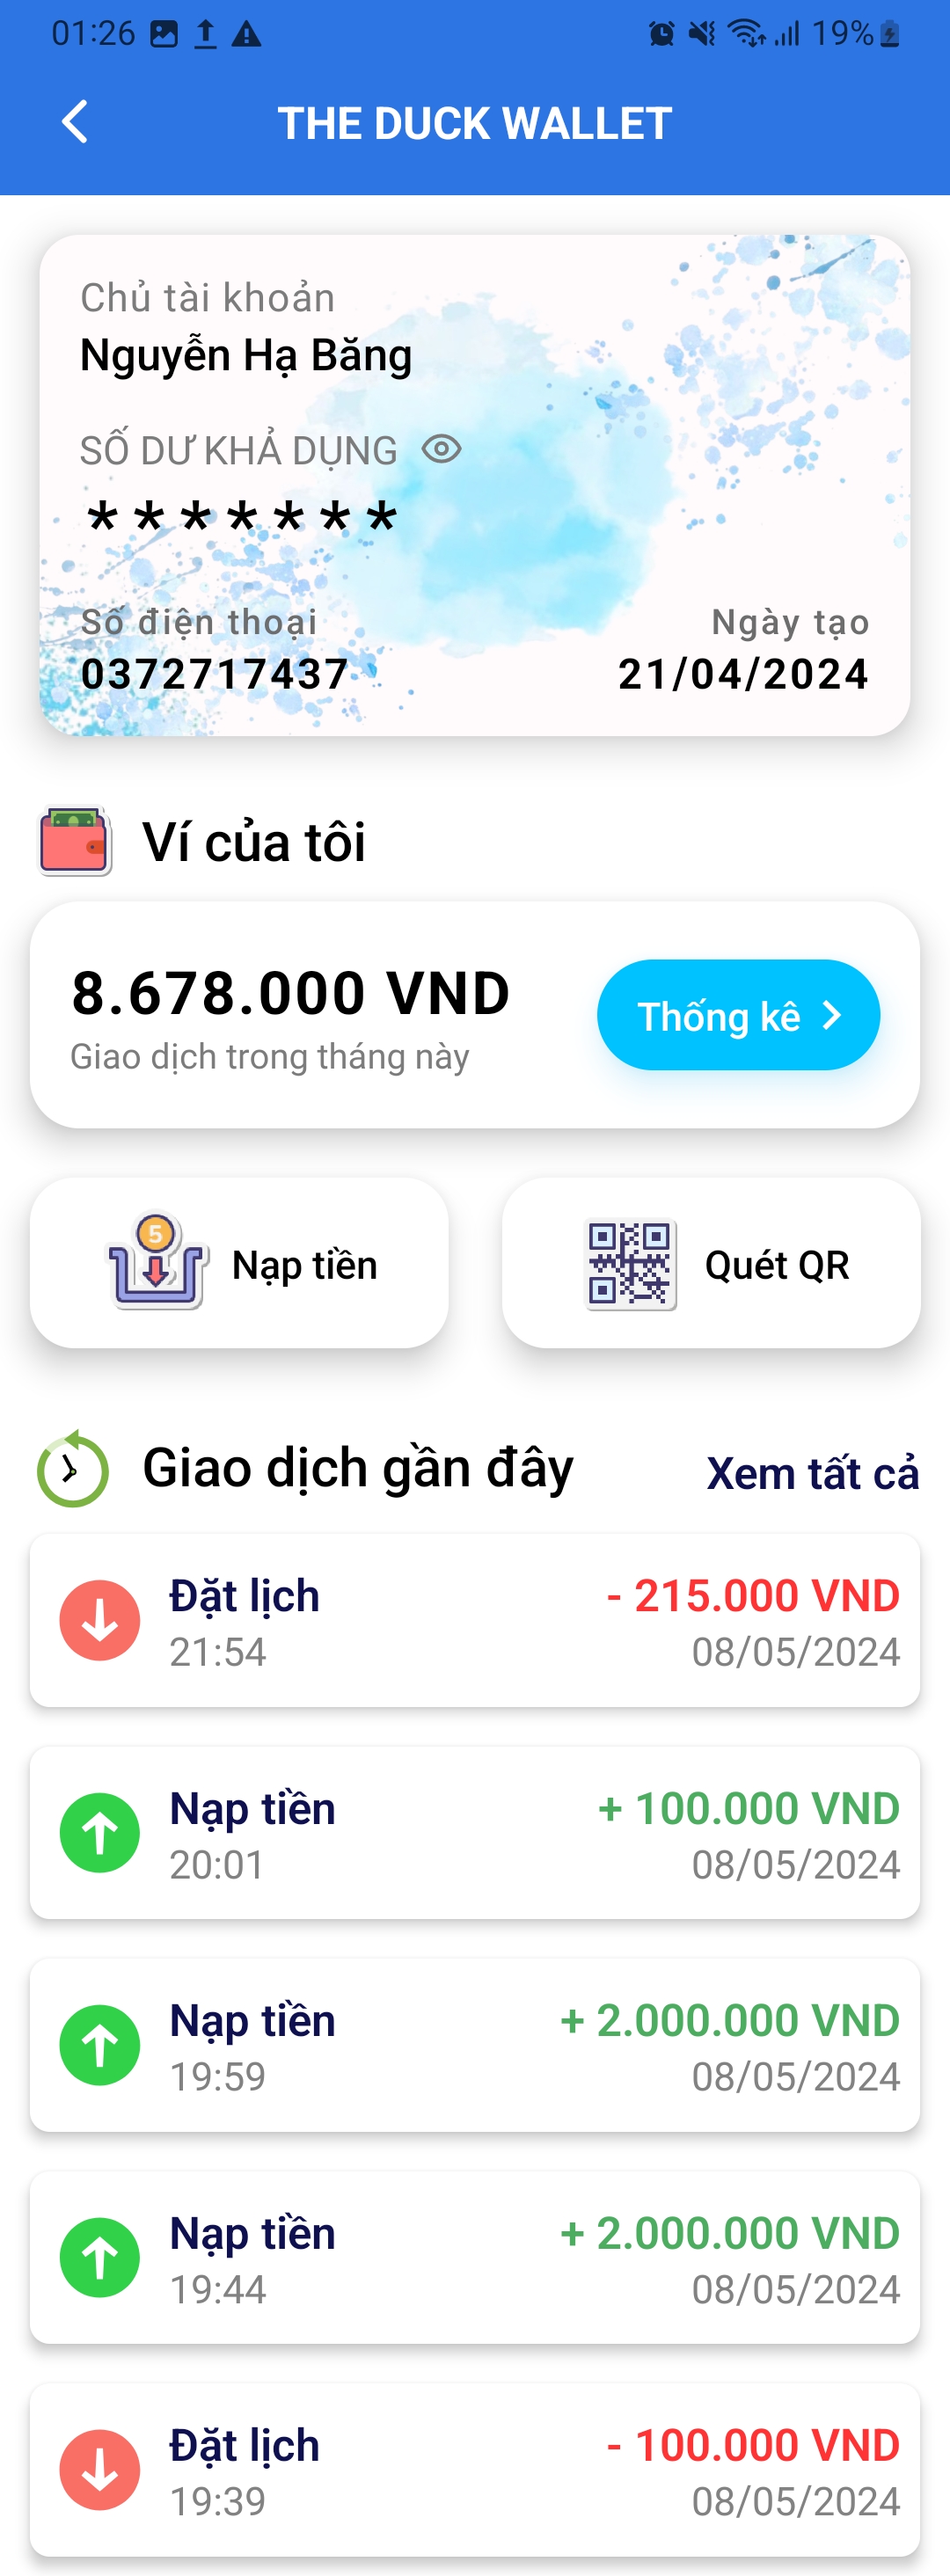 01:26 19%
THE DUCK WALLET
Chủ tài khoản
Nguyễn Hạ Băng
SỐ DƯ KHẢ DỤNG
*******
Số điện thoại Ngày tạo
0372717437 21/04/2024
Ví của tôi
8.678.000 VND
Giao dịch trong tháng này
Thống kê
5
Nạp tiền
Quét QR
Giao dịch gần đây Xem tất cả
Đặt lịch - 215.000 VND
21:54 08/05/2024
Nạp tiền + 100.000 VND
20:01 08/05/2024
Nạp tiền + 2.000.000 VND
19:59 08/05/2024
Nạp tiền + 2.000.000 VND
19:44 08/05/2024
Đặt lịch - 100.000 VND
19:39 08/05/2024